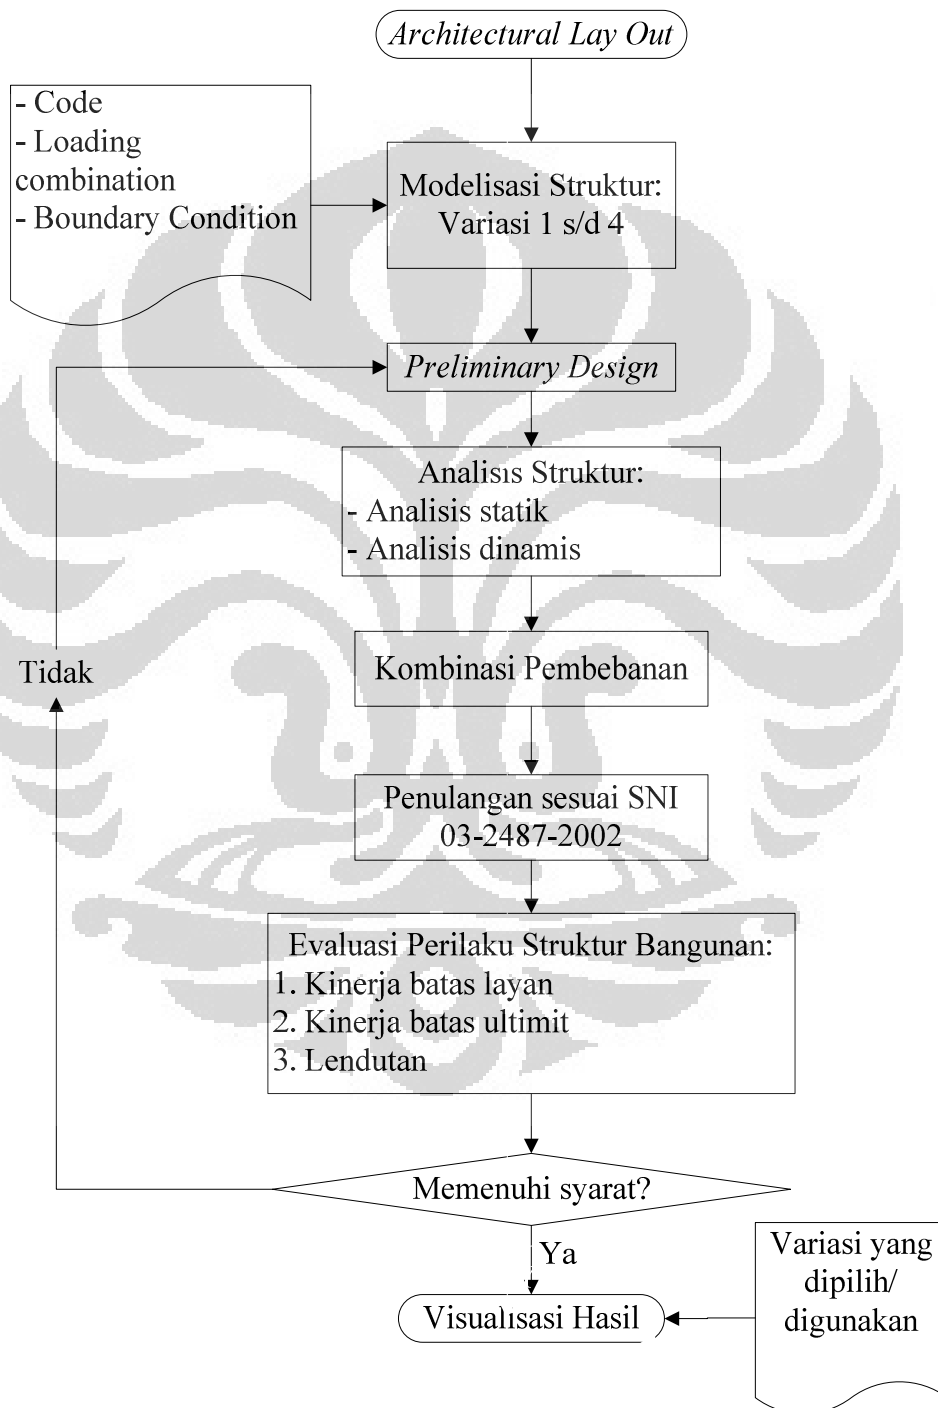 Architectural Lay Out
- Code
- Loading
combination
- Boundary Condition
Modelisasi Struktur:
Variasi 1 s/d 4
Preliminary Design
Analisis Struktur:
- Analisis statik
- Analisis dinamis
Tidak
Kombinasi Pembebanan
Penulangan sesuai SNI
03-2487-2002
Evaluasi Perilaku Struktur Bangunan:
1. Kinerja batas layan
2. Kinerja batas ultimit
3. Lendutan
Memenuhi syarat?
Ya
Visualisasi Hasil
Variasi yang
dipilih/
digunakan